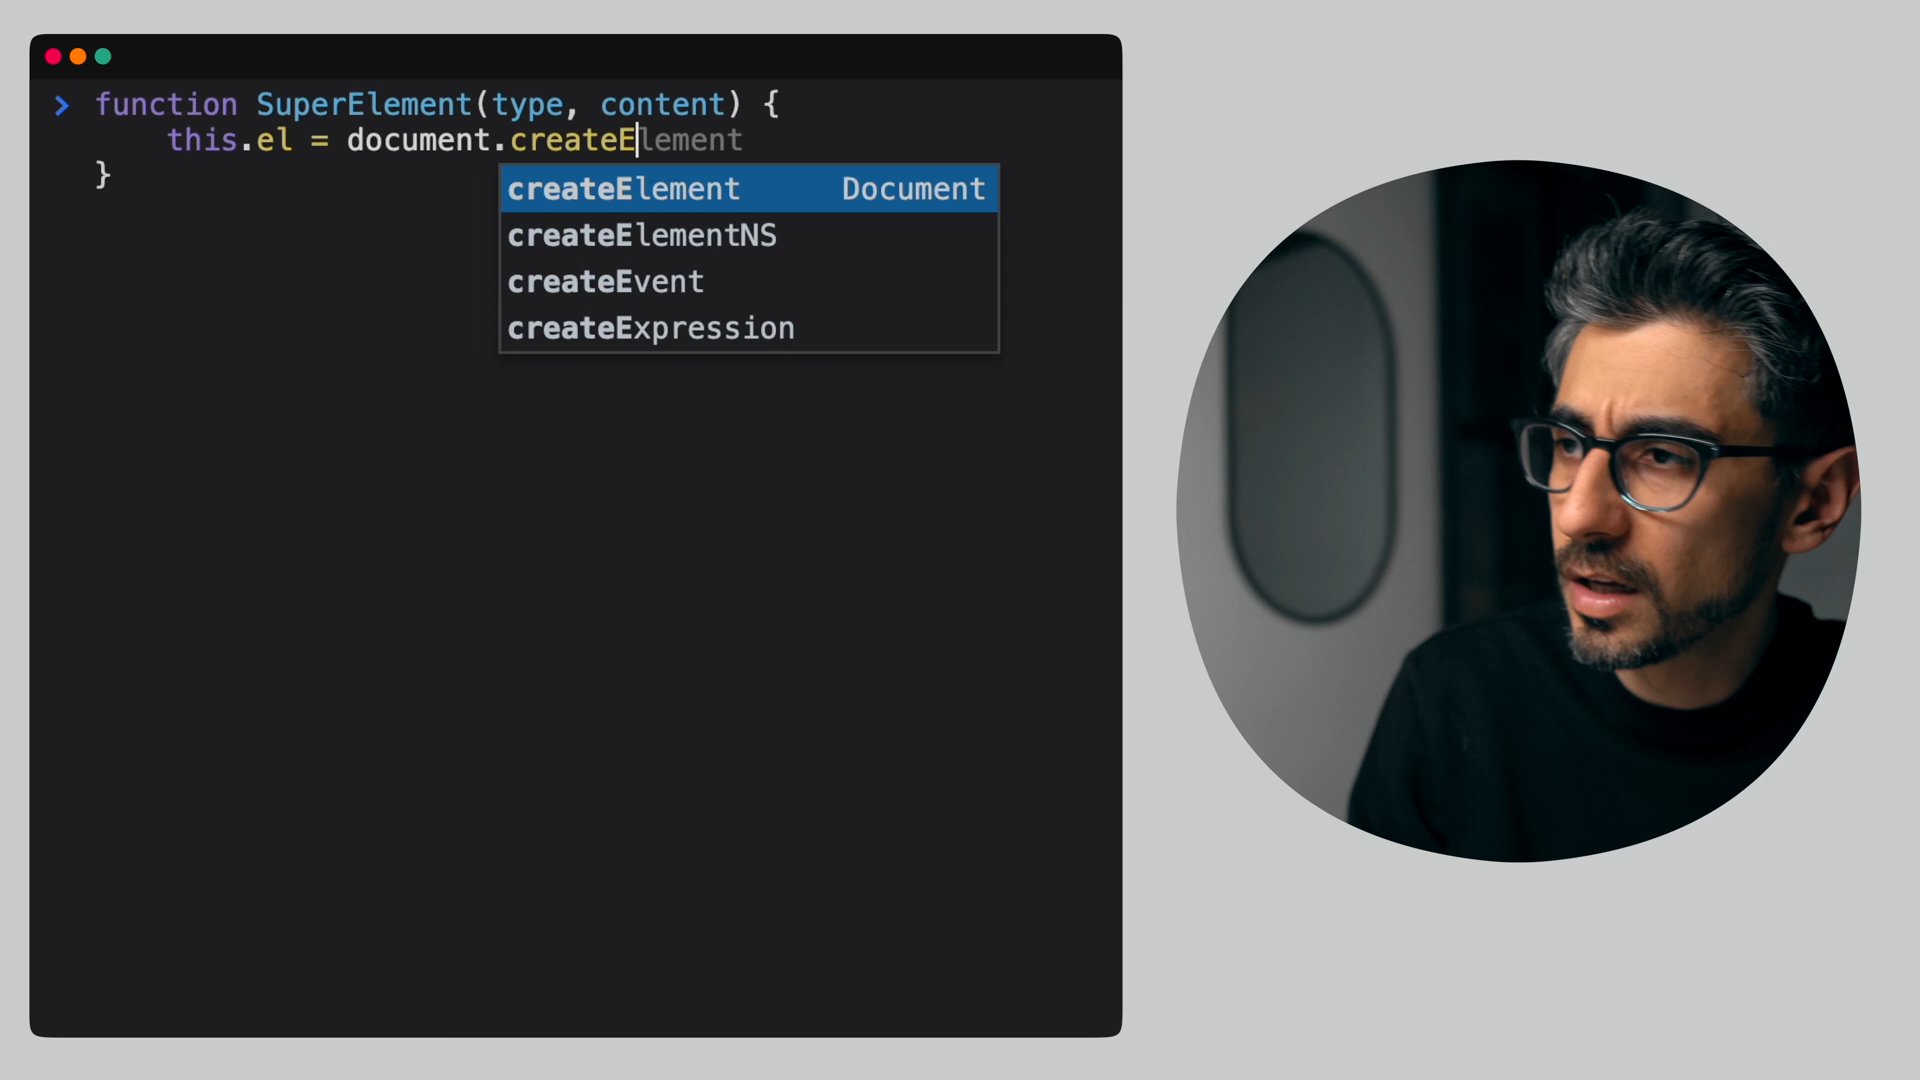 > function SuperElement(type, content) {
this.el = document.createElement
}
createElement Document
createElementNS
createEvent
createExpression